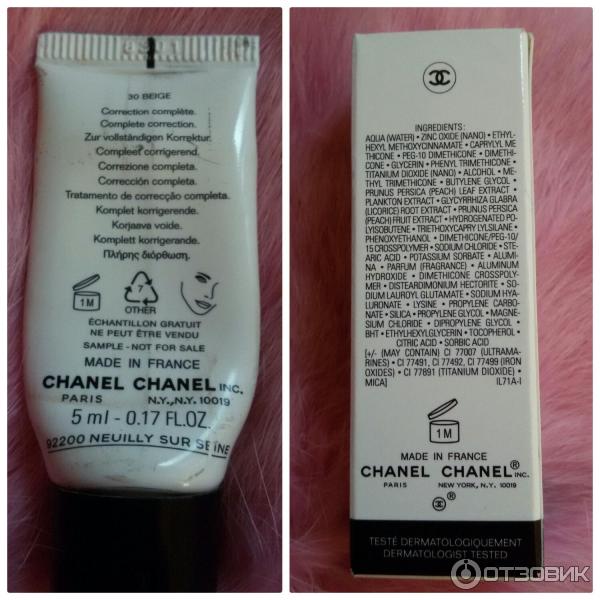 30 BEIGE
Correction complète.
Complete correction.
Zur vollständigen Korrektur.
Compleet corrigerend.
Correzione completa.
Corrección completa.
Tratamento de correcção completa.
Komplet korrigerende.
Korjaava voide.
Komplett korrigerande.
Πλήρης διόρθωση.
1M
7
OTHER
ÉCHANTILLON GRATUIT
NE PEUT ÊTRE VENDU
SAMPLE - NOT FOR SALE
MADE IN FRANCE
CHANEL CHANEL INC.
PARIS N.Y., N.Y. 10019
5 ml - 0.17 FL.OZ.
92200 NEUILLY SUR SEINE
INGREDIENTS:
AQUA (WATER) • ZINC OXIDE (NANO) • ETHYL-
HEXYL METHOXYCINNAMATE • CAPRYLYL ME
THICONE • PEG-10 DIMETHICONE • DIMETHI-
CONE • GLYCERIN • PHENYL TRIMETHICONE •
TITANIUM DIOXIDE (NANO) • ALCOHOL • ME-
THYL TRIMETHICONE • BUTYLENE GLYCOL •
PRUNUS PERSICA (PEACH) LEAF EXTRACT •
PLANKTON EXTRACT • GLYCYRRHIZA GLABRA
(LICORICE) ROOT EXTRACT • PRUNUS PERSICA
(PEACH) FRUIT EXTRACT • HYDROGENATED PO-
LYISOBUTENE • TRIETHOXYCAPRYLYLSILANE •
PHENOXYETHANOL • DIMETHICONE/PEG-10/
15 CROSSPOLYMER • SODIUM CHLORIDE • STE-
ARIC ACID • POTASSIUM SORBATE • ALUMI-
NA • PARFUM (FRAGRANCE) • ALUMINUM
HYDROXIDE • DIMETHICONE CROSSPOLY-
MER • DISTEARDIMONIUM HECTORITE • SO-
DIUM LAUROYL GLUTAMATE • SODIUM HYA-
LURONATE • LYSINE • PROPYLENE CARBO-
NATE • SILICA • PROPYLENE GLYCOL • MAGNE-
SIUM CHLORIDE • DIPROPYLENE GLYCOL •
BHT • ETHYLHEXYLGLYCERIN • TOCOPHEROL •
CITRIC ACID • SORBIC ACID
[+/- (MAY CONTAIN) CI 77007 (ULTRAMA-
RINES) • CI 77491, CI 77492, CI 77499 (IRON
OXIDES) • CI 77891 (TITANIUM DIOXIDE) •
MICA] IL71A-I
1M
MADE IN FRANCE
CHANEL CHANEL® INC.
PARIS NEW YORK, N.Y. 10019
®
TESTÉ DERMATOLOGIQUEMENT
DERMATOLOGIST TESTED
ОТЗОВИК